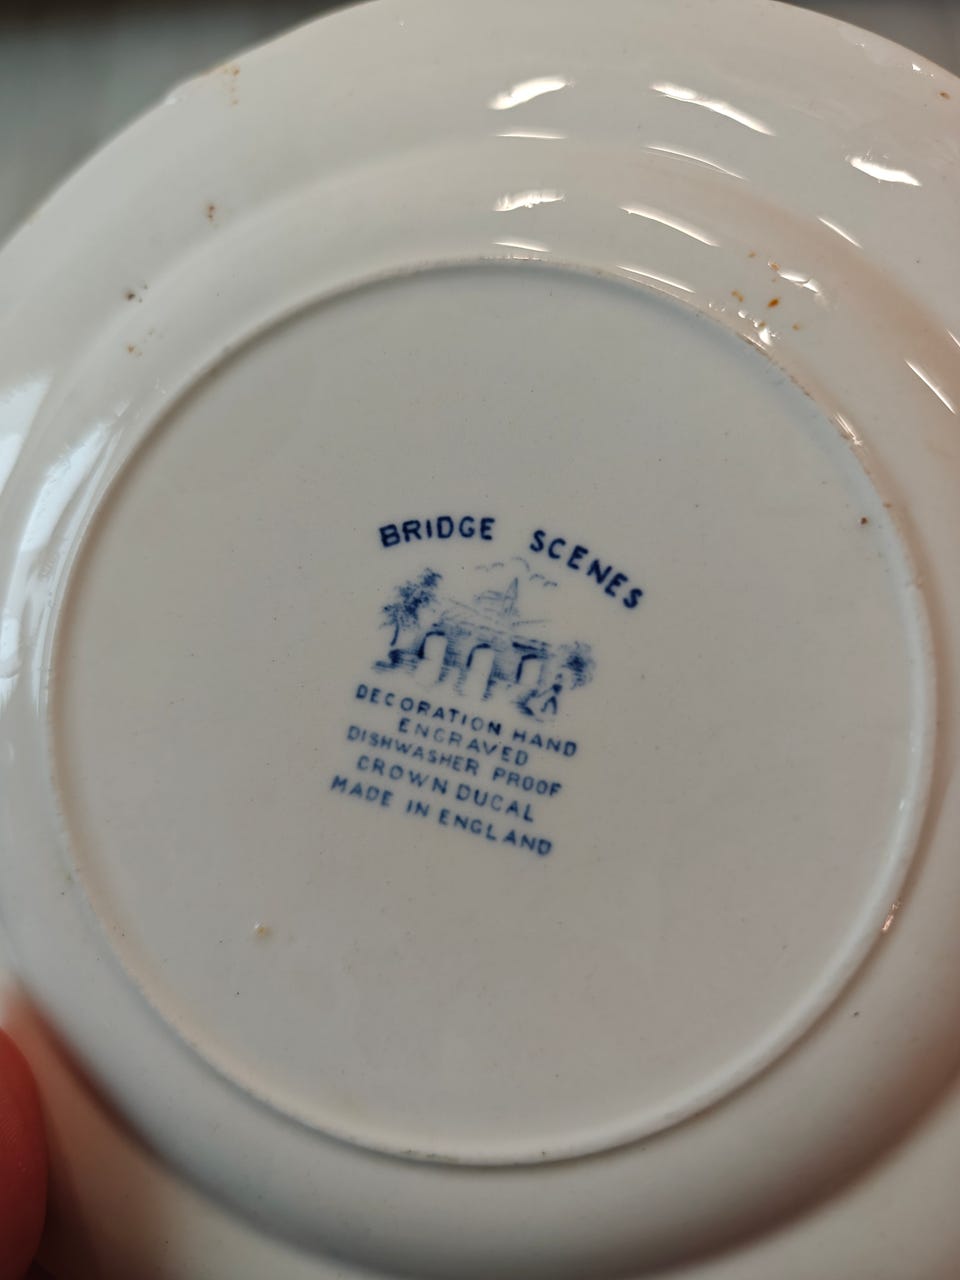 BRIDGE SCENES
DECORATION HAND
ENGRAVED
DISHWASHER PROOF
CROWN DUCAL
MADE IN ENGLAND